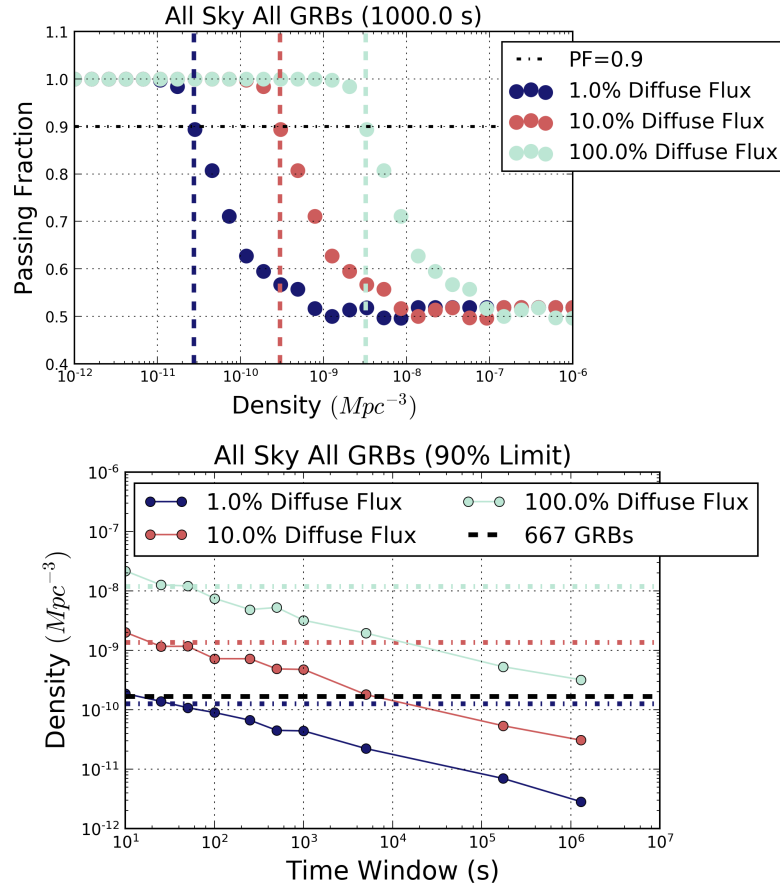 All Sky All GRBs (1000.0 s)
1.1
1.0
0.9
0.8
0.7
0.6
0.5
0.4
Passing Fraction
PF=0.9
1.0% Diffuse Flux
10.0% Diffuse Flux
100.0% Diffuse Flux
10⁻¹² 10⁻¹¹ 10⁻¹⁰ 10⁻⁹ 10⁻⁸ 10⁻⁷ 10⁻⁶
Density (Mpc⁻³)
All Sky All GRBs (90% Limit)
10⁻⁶
10⁻⁷
10⁻⁸
10⁻⁹
10⁻¹⁰
10⁻¹¹
10⁻¹²
Density (Mpc⁻³)
1.0% Diffuse Flux
10.0% Diffuse Flux
100.0% Diffuse Flux
667 GRBs
10¹ 10² 10³ 10⁴ 10⁵ 10⁶ 10⁷
Time Window (s)